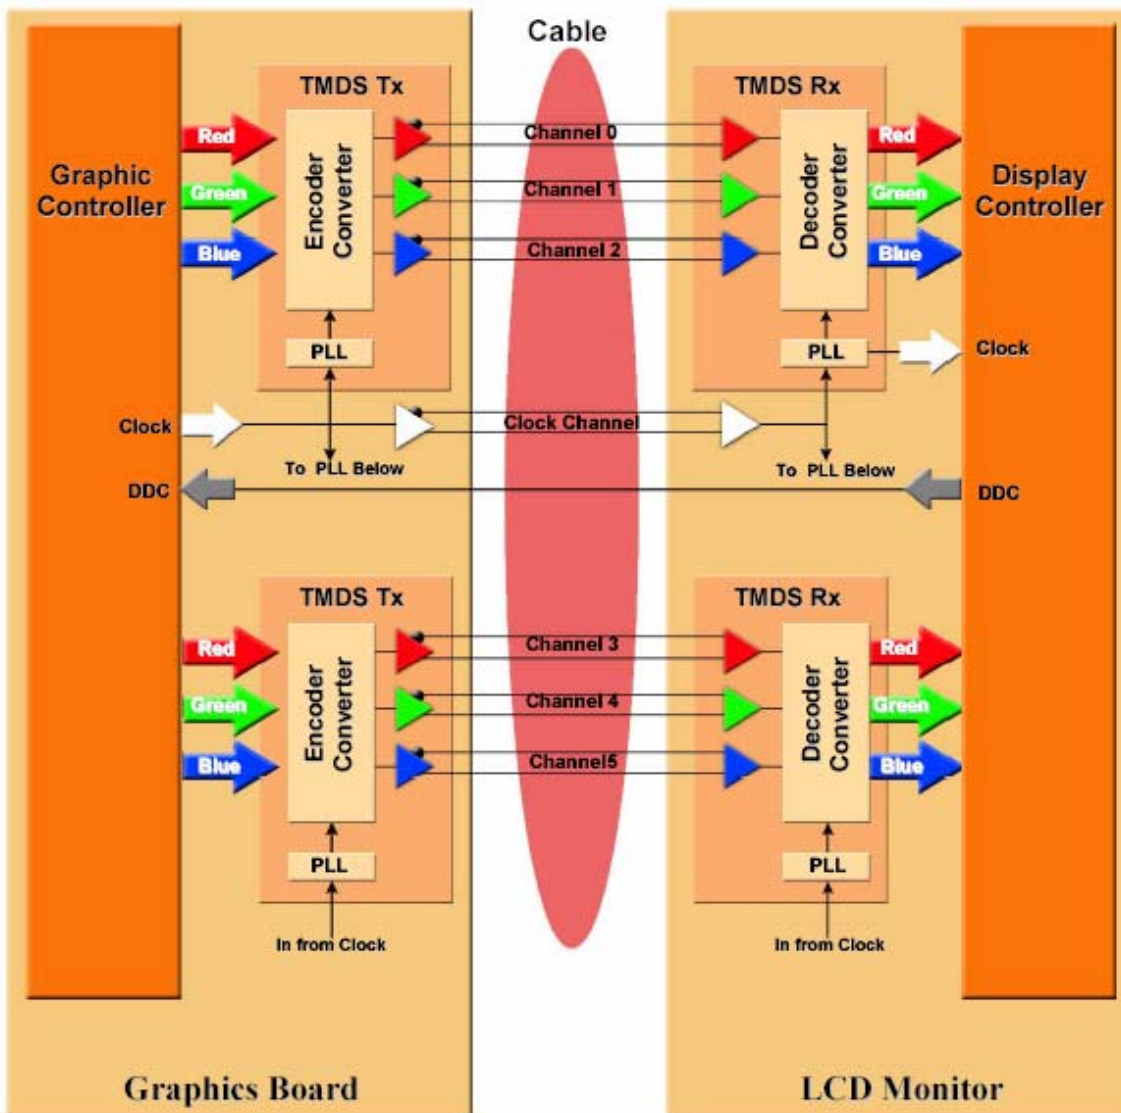 Cable
TMDS Tx
TMDS Rx
Red
Channel 0
Red
Graphic
Controller
Green
Encoder
Converter
Channel 1
Decoder
Converter
Green
Display
Controller
Blue
Channel 2
Blue
PLL
PLL
Clock
Clock
Clock Channel
To PLL Below
To PLL Below
DDC
DDC
TMDS Tx
TMDS Rx
Red
Channel 3
Red
Green
Encoder
Converter
Channel 4
Decoder
Converter
Green
Blue
Channel5
Blue
PLL
PLL
In from Clock
In from Clock
Graphics Board
LCD Monitor